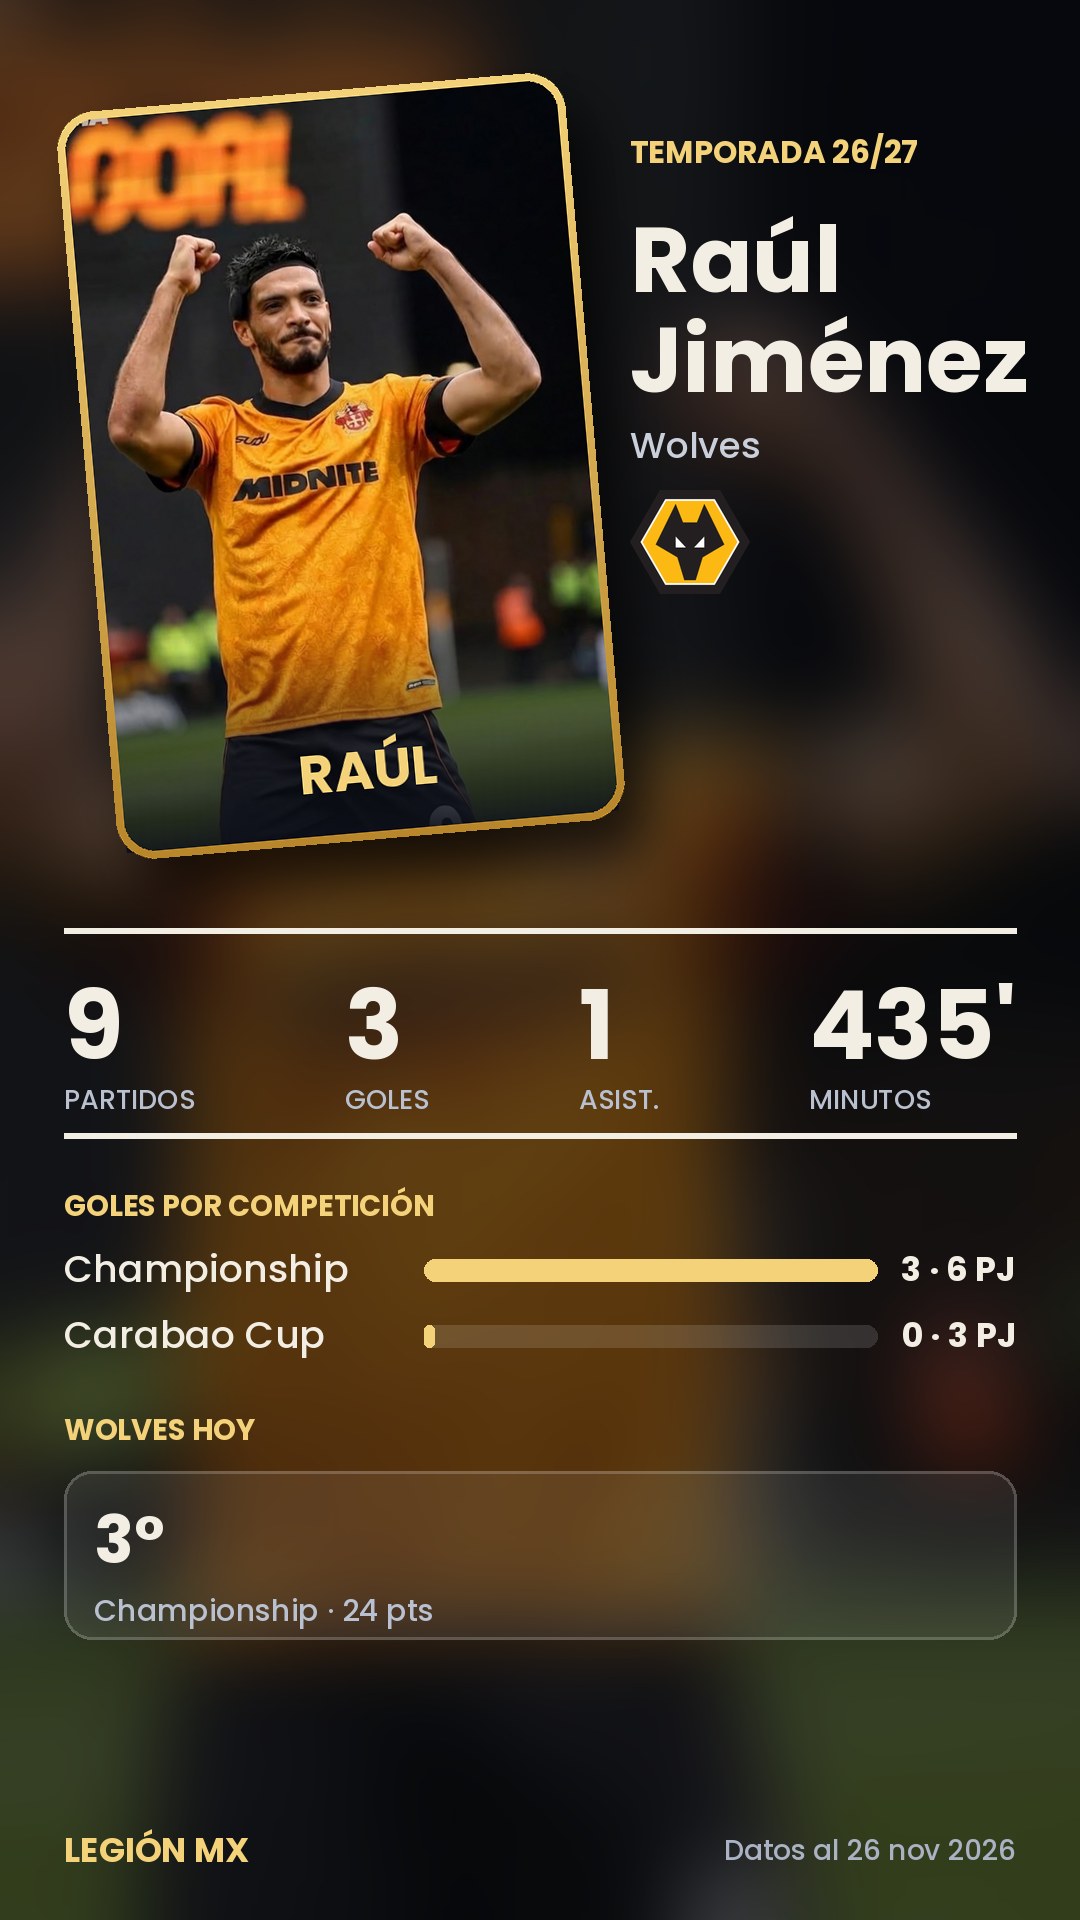 GOAL
SUDU
MIDNITE
RAÚL
TEMPORADA 26/27
Raúl
Jiménez
Wolves
9
PARTIDOS
3
GOLES
1
ASIST.
435'
MINUTOS
GOLES POR COMPETICIÓN
Championship
3 · 6 PJ
Carabao Cup
0 · 3 PJ
WOLVES HOY
3º
Championship · 24 pts
LEGIÓN MX
Datos al 26 nov 2026